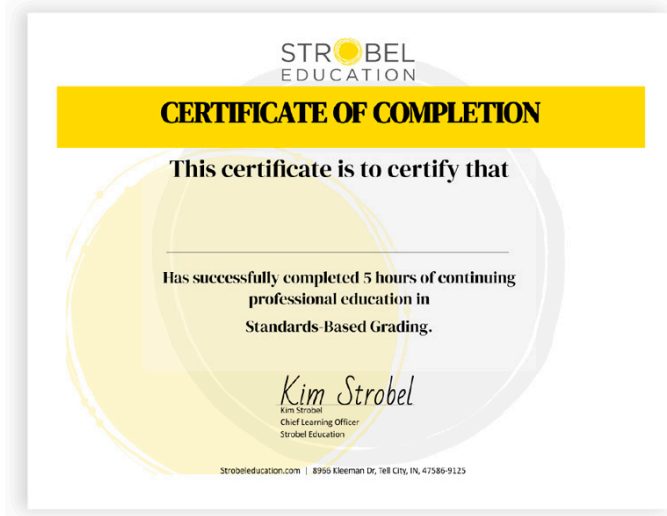 STROBEL
EDUCATION
CERTIFICATE OF COMPLETION
This certificate is to certify that
Has successfully completed 5 hours of continuing
professional education in
Standards-Based Grading.
Kim Strobel
Kim Strobel
Chief Learning Officer
Strobel Education
Strobeleducation.com | 8966 Kleeman Dr, Tell City, IN, 47586-9125